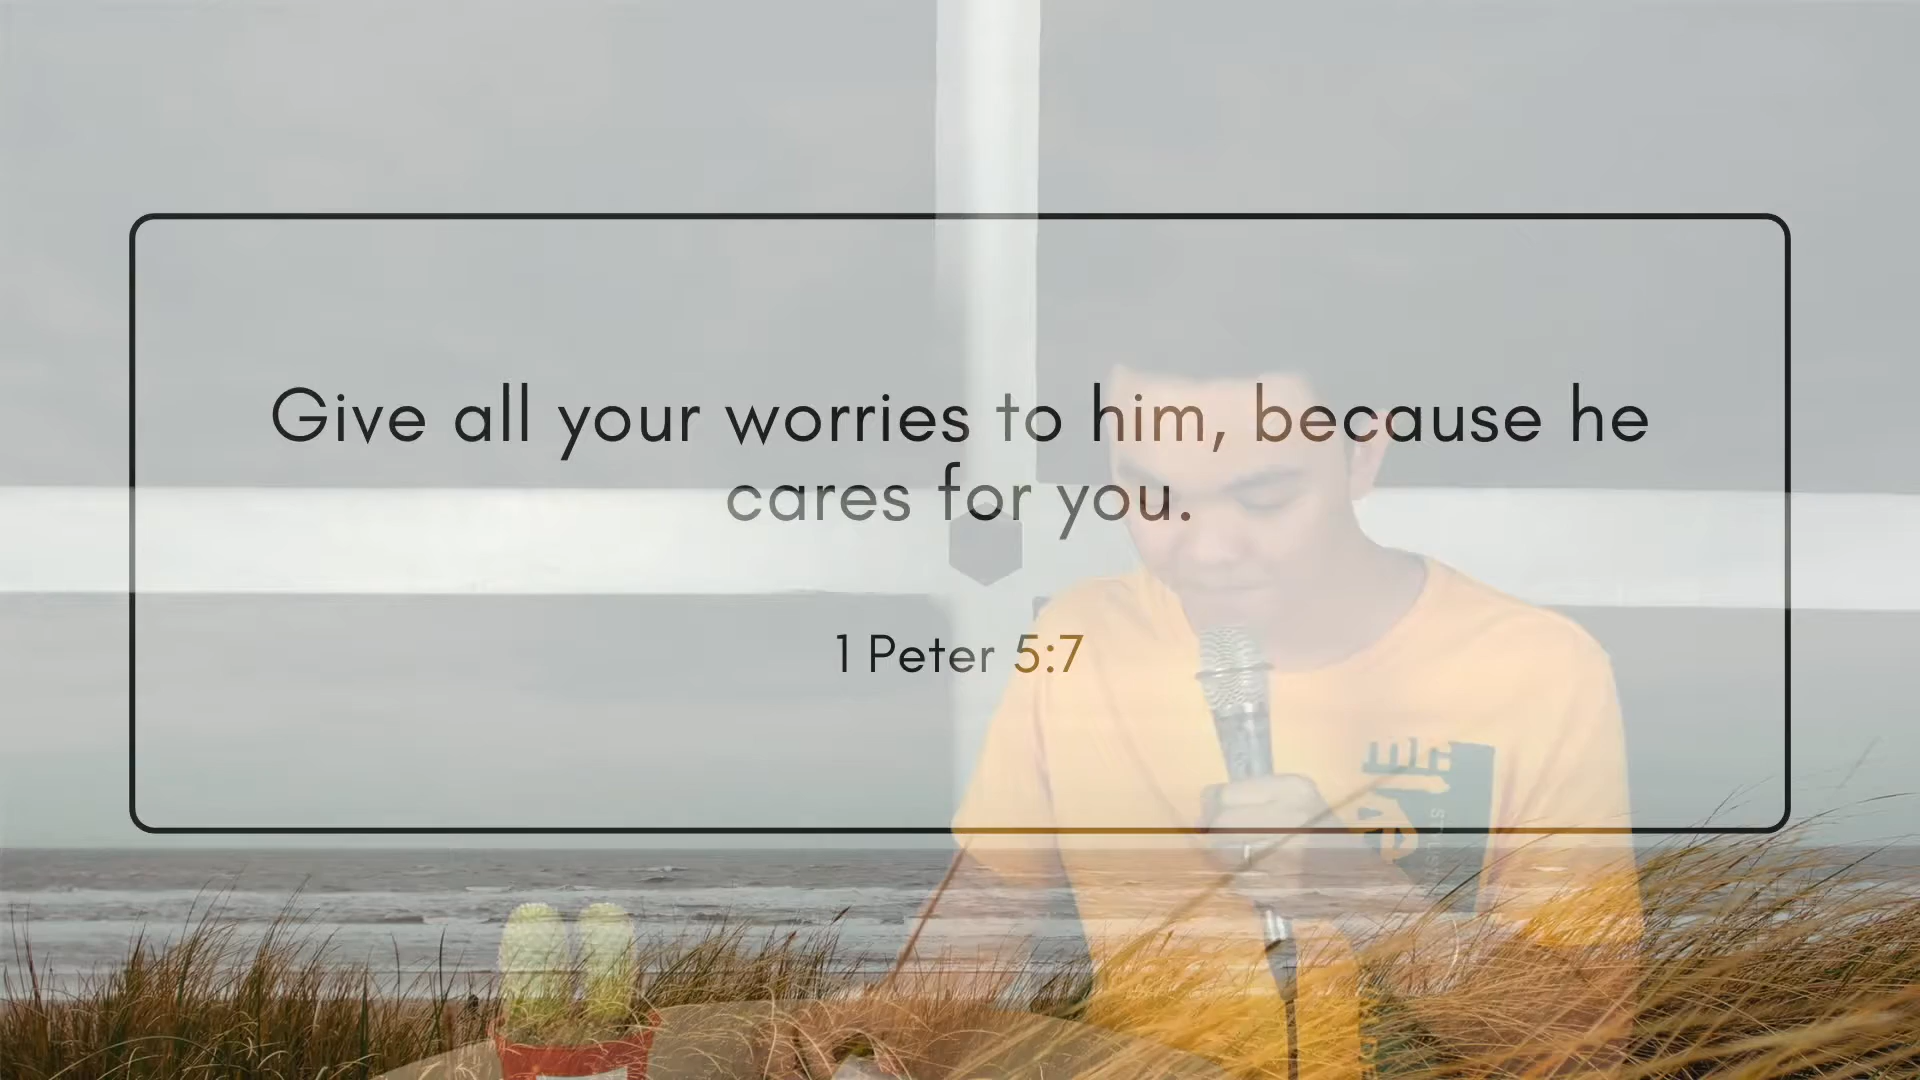 Give all your worries to him, because he
cares for you.
1 Peter 5:7